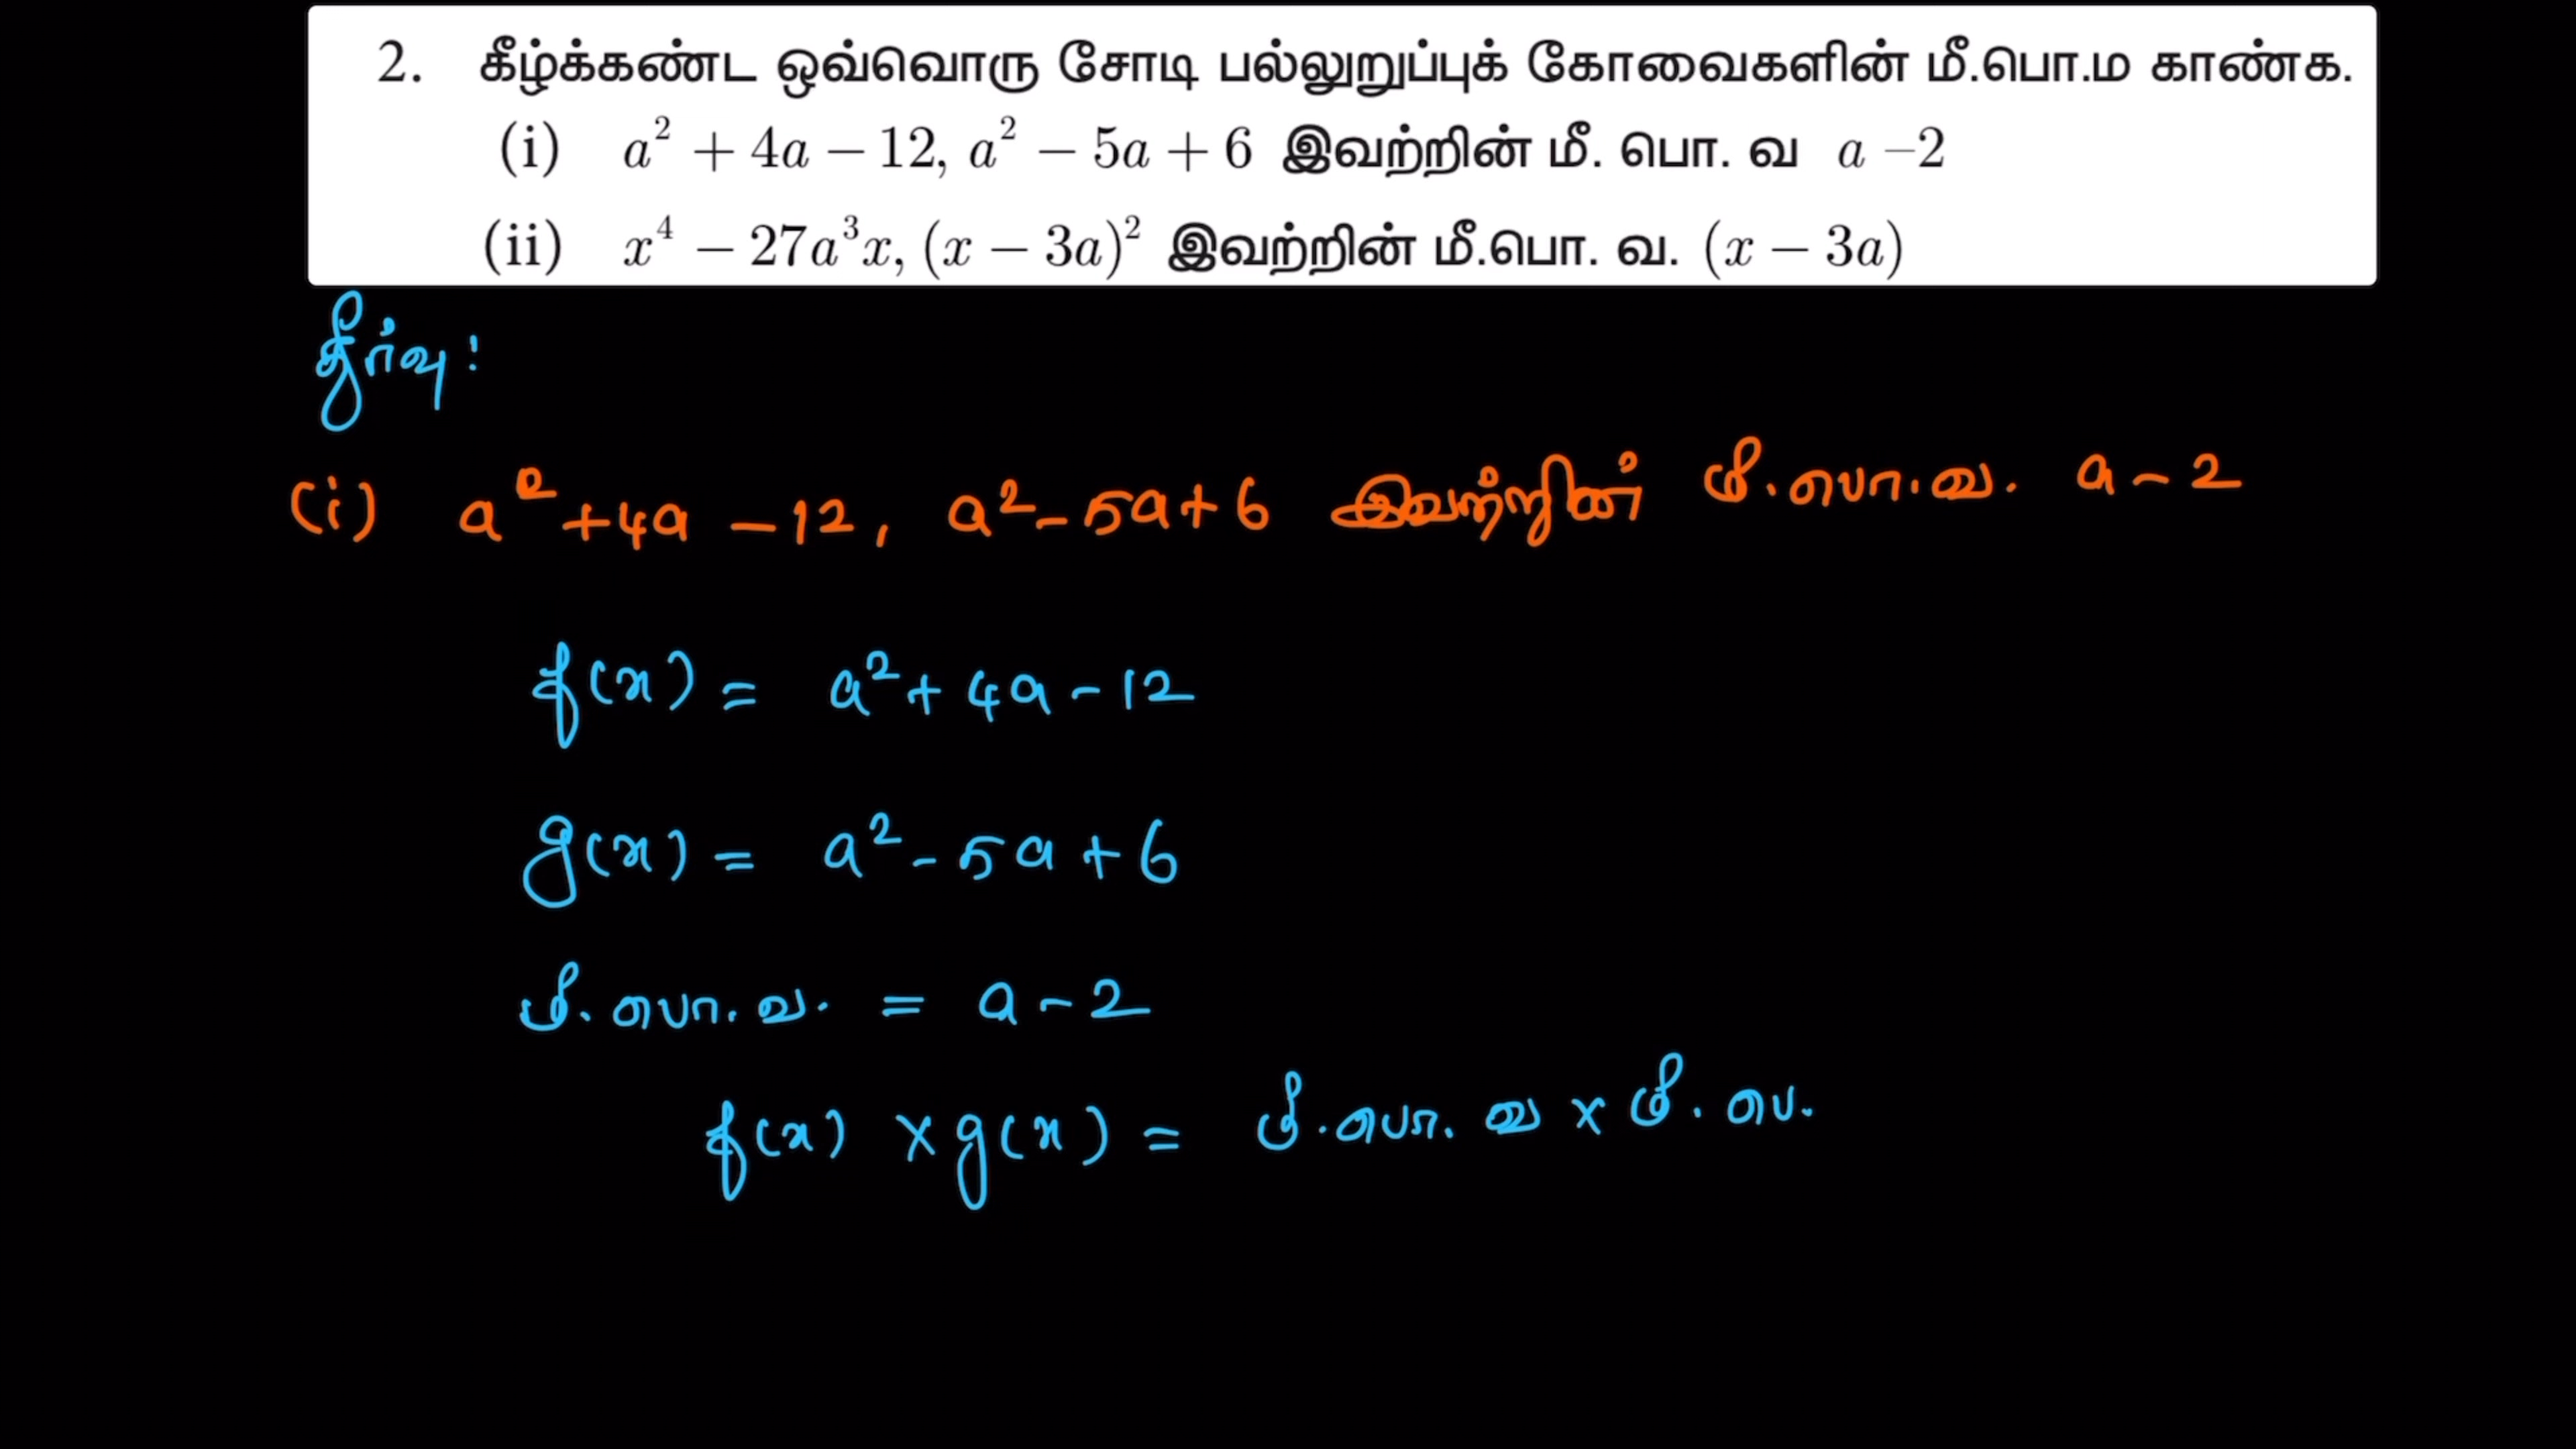 2. கீழ்க்கண்ட ஒவ்வொரு சோடி பல்லுறுப்புக் கோவைகளின் மீ.பொ.ம காண்க.
(i) a² + 4a − 12, a² − 5a + 6 இவற்றின் மீ. பொ. வ a −2
(ii) x⁴ − 27a³x, (x − 3a)² இவற்றின் மீ.பொ. வ. (x − 3a)
தீர்வு:
(i) a² + 4a − 12, a² − 5a + 6 இவற்றின் மீ.பொ.வ. a − 2
f(x) = a² + 4a − 12
g(x) = a² − 5a + 6
மீ.பொ.வ. = a − 2
f(x) × g(x) = மீ.பொ.வ × மீ.பெ.